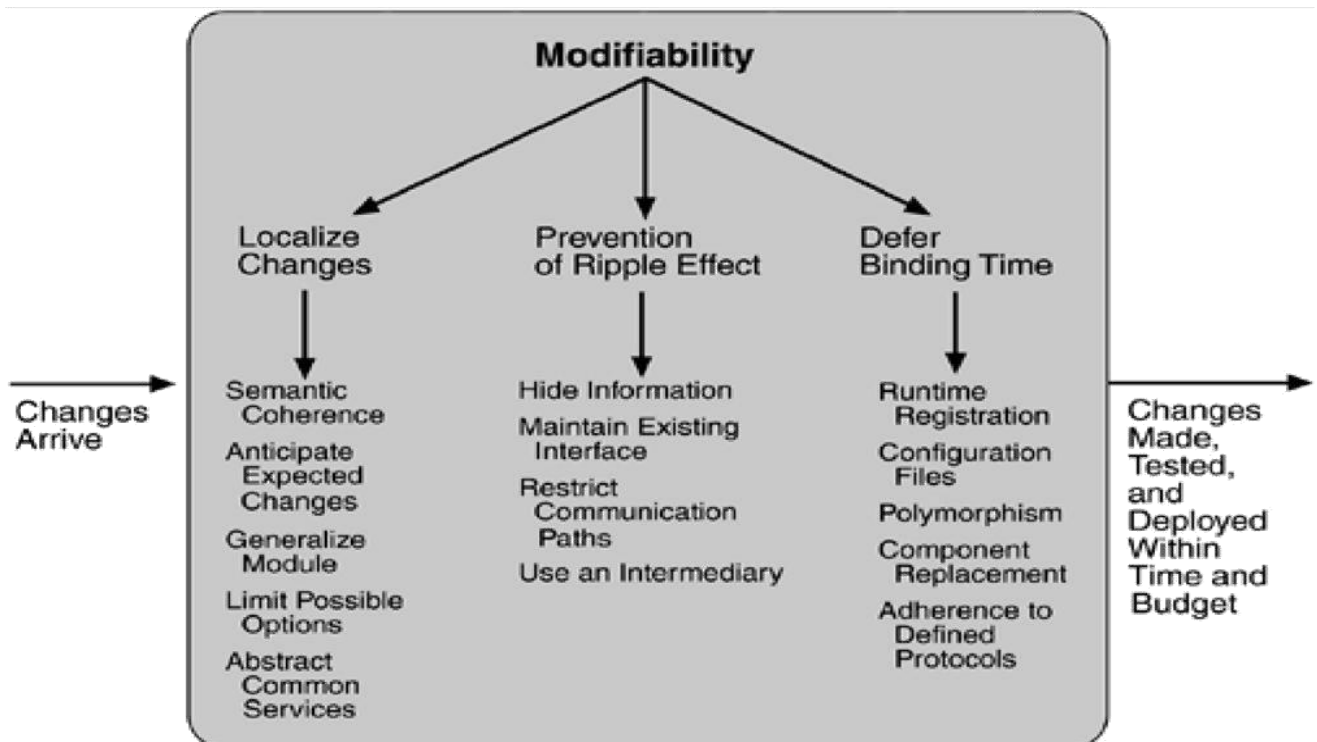 Modifiability
Localize
Changes
Prevention
of Ripple Effect
Defer
Binding Time
Changes
Arrive
Semantic
Coherence
Anticipate
Expected
Changes
Generalize
Module
Limit Possible
Options
Abstract
Common
Services
Hide Information
Maintain Existing
Interface
Restrict
Communication
Paths
Use an Intermediary
Runtime
Registration
Configuration
Files
Polymorphism
Component
Replacement
Adherence to
Defined
Protocols
Changes
Made,
Tested,
and
Deployed
Within
Time and
Budget